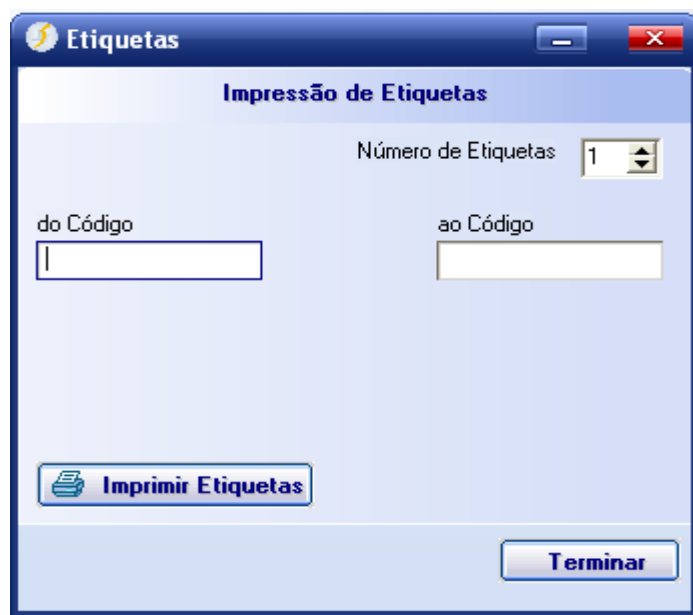 Etiquetas
Impressão de Etiquetas
Número de Etiquetas 1
do Código ao Código
Imprimir Etiquetas
Terminar